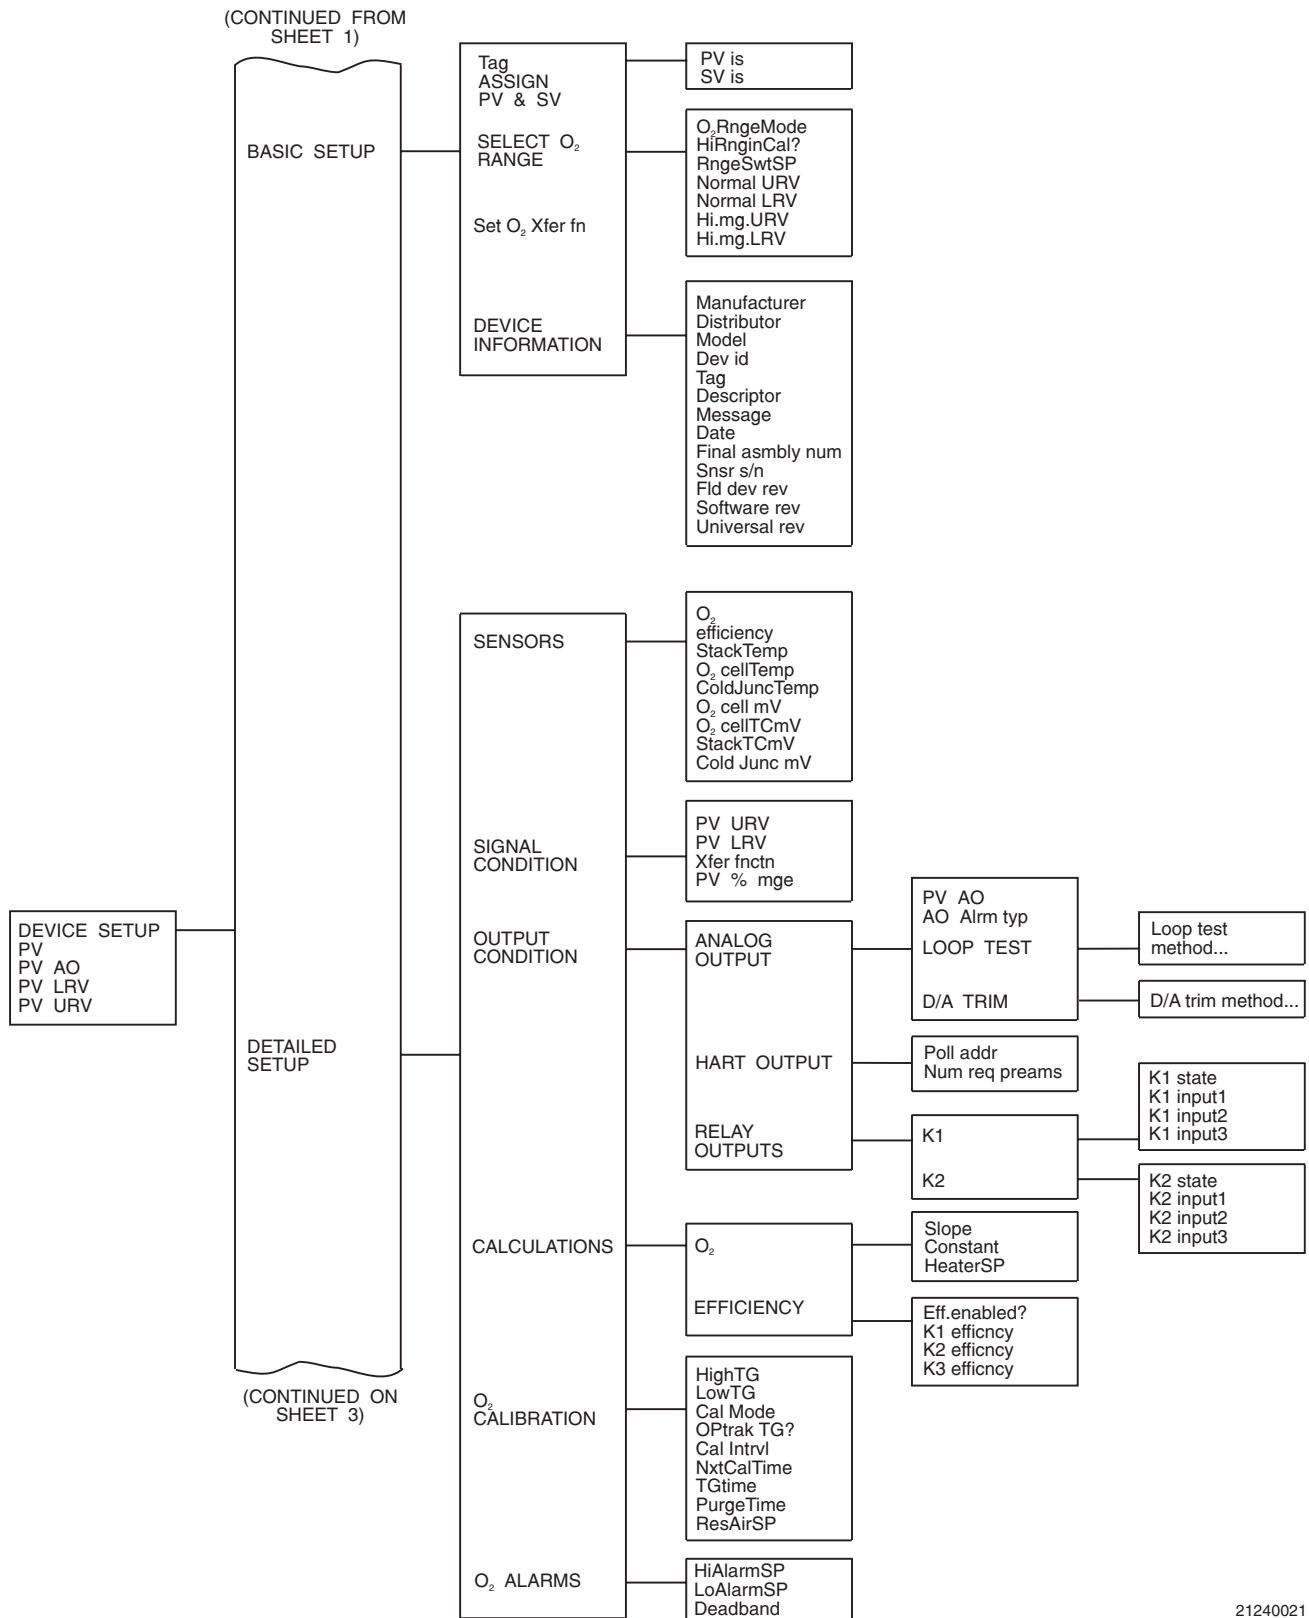 (CONTINUED FROM
SHEET 1)
BASIC SETUP
Tag
ASSIGN
PV & SV
SELECT O₂
RANGE
Set O₂ Xfer fn
DEVICE
INFORMATION
PV is
SV is
O₂RngeMode
HiRnginCal?
RngeSwtSP
Normal URV
Normal LRV
Hi.mg.URV
Hi.mg.LRV
Manufacturer
Distributor
Model
Dev id
Tag
Descriptor
Message
Date
Final asmbly num
Snsr s/n
Fld dev rev
Software rev
Universal rev
DEVICE SETUP
PV
PV AO
PV LRV
PV URV
DETAILED
SETUP
(CONTINUED ON
SHEET 3)
SENSORS
O₂
efficiency
StackTemp
O₂ cellTemp
ColdJuncTemp
O₂ cell mV
O₂ cellTCmV
StackTCmV
Cold Junc mV
SIGNAL
CONDITION
PV URV
PV LRV
Xfer fnctn
PV % mge
OUTPUT
CONDITION
ANALOG
OUTPUT
PV AO
AO Alrm typ
LOOP TEST
D/A TRIM
Loop test
method...
D/A trim method...
HART OUTPUT
Poll addr
Num req preams
RELAY
OUTPUTS
K1
K2
K1 state
K1 input1
K1 input2
K1 input3
K2 state
K2 input1
K2 input2
K2 input3
CALCULATIONS
O₂
EFFICIENCY
Slope
Constant
HeaterSP
Eff.enabled?
K1 efficncy
K2 efficncy
K3 efficncy
O₂
CALIBRATION
HighTG
LowTG
Cal Mode
OPtrak TG?
Cal Intrvl
NxtCalTime
TGtime
PurgeTime
ResAirSP
O₂ ALARMS
HiAlarmSP
LoAlarmSP
Deadband
21240021